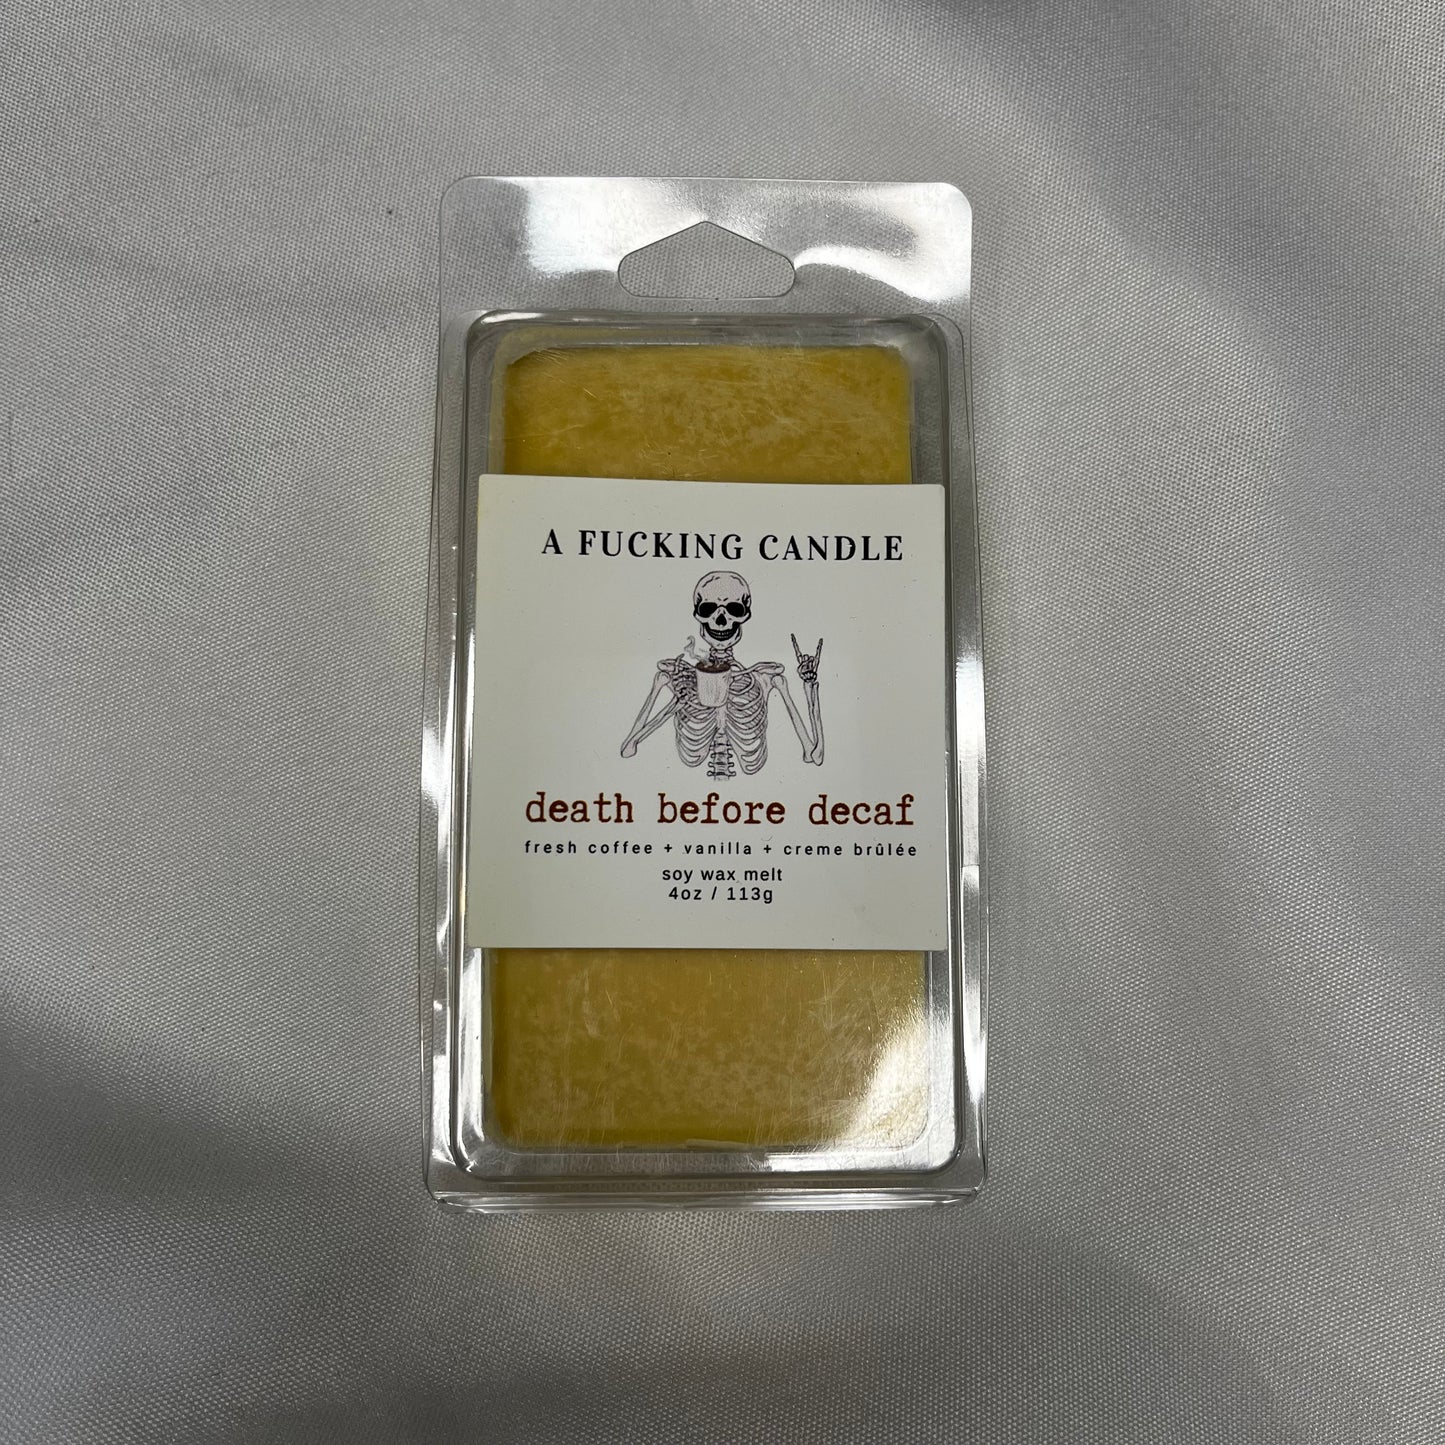 A FUCKING CANDLE
death before decaf
fresh coffee + vanilla + creme brûlée
soy wax melt
4oz / 113g